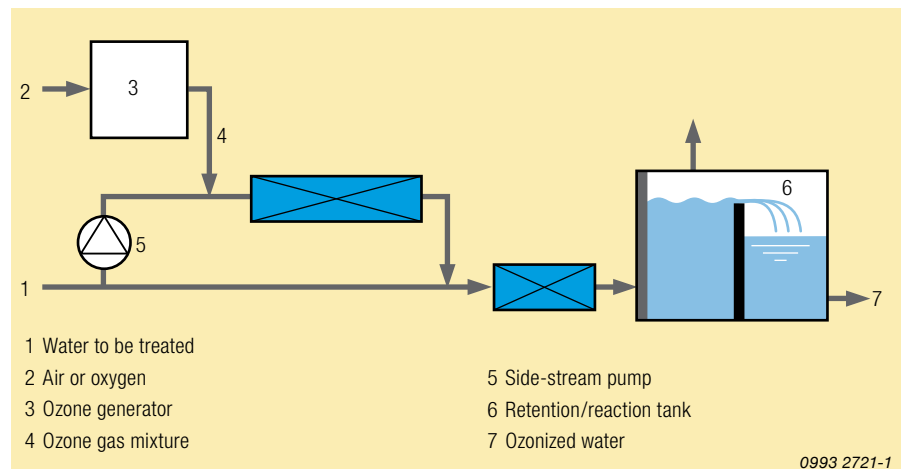 2
3
4
6
5
1
7
1 Water to be treated
2 Air or oxygen
3 Ozone generator
4 Ozone gas mixture
5 Side-stream pump
6 Retention/reaction tank
7 Ozonized water
0993 2721-1